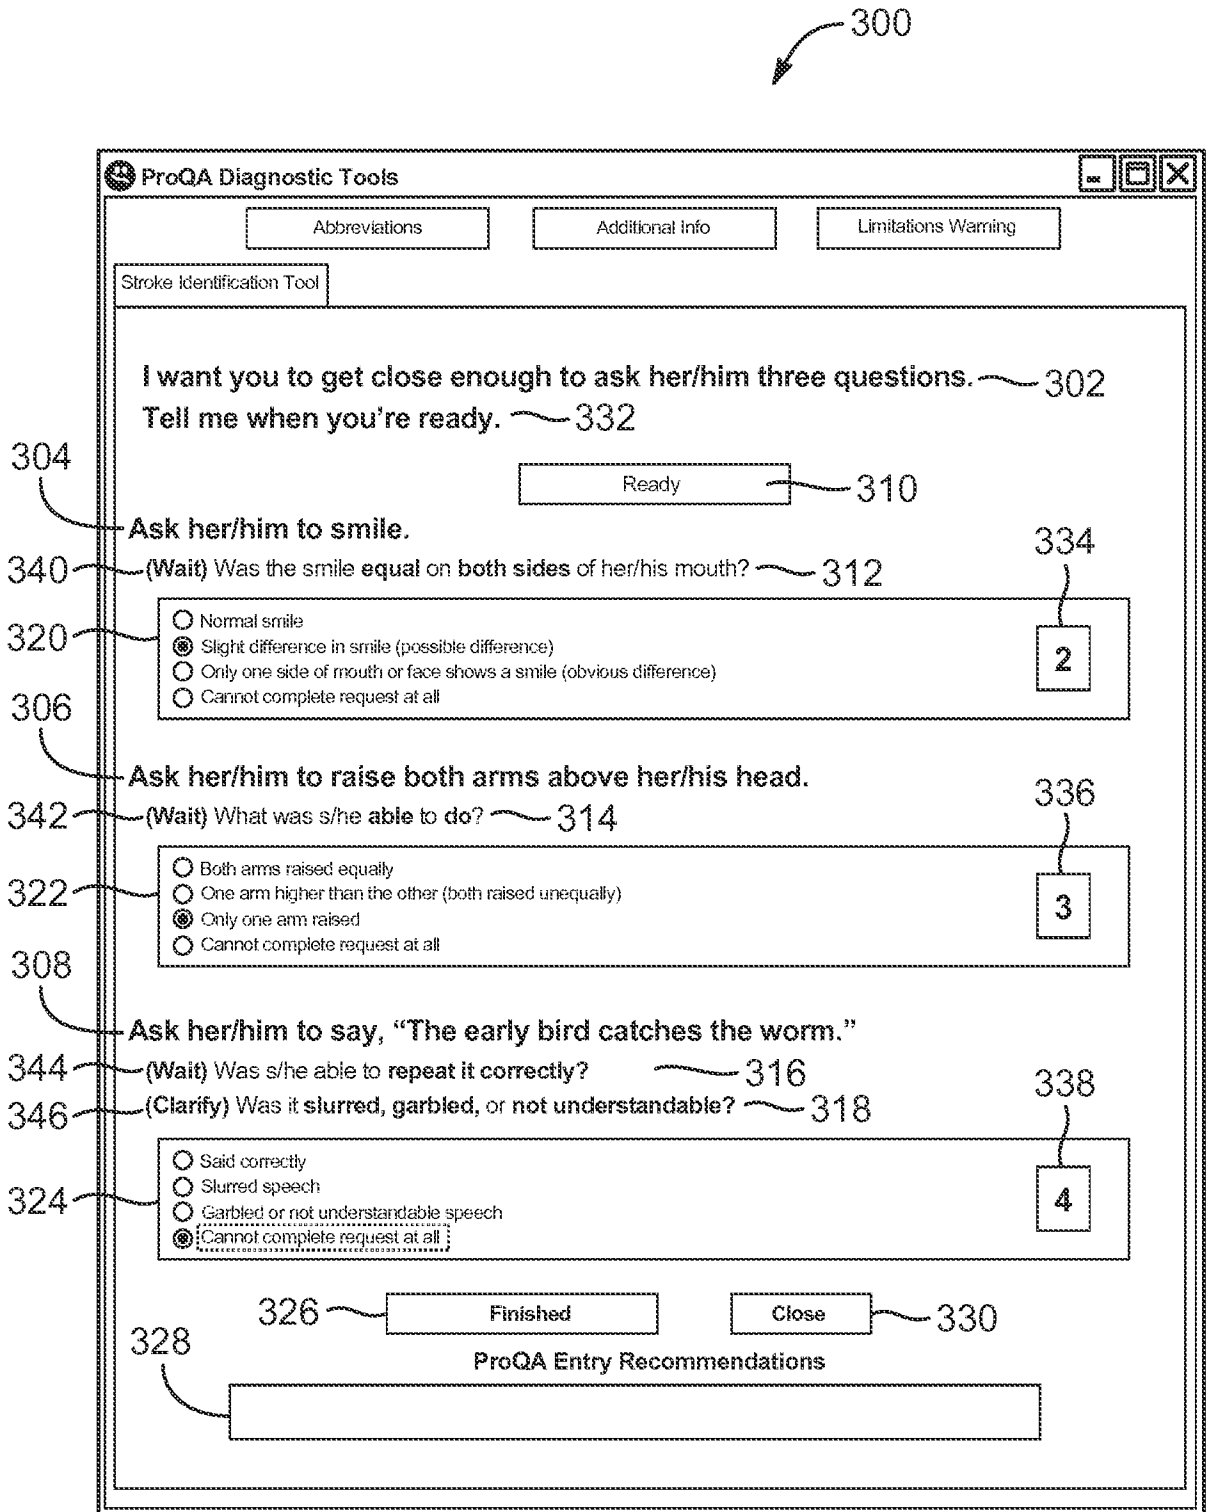 300
ProQA Diagnostic Tools
Abbreviations Additional Info Limitations Warning
Stroke Identification Tool
I want you to get close enough to ask her/him three questions. 302
Tell me when you're ready. 332
304
Ready 310
Ask her/him to smile.
334
340 (Wait) Was the smile equal on both sides of her/his mouth? 312
320
Normal smile
Slight difference in smile (possible difference)
2
Only one side of mouth or face shows a smile (obvious difference)
Cannot complete request at all
306
Ask her/him to raise both arms above her/his head.
336
342 (Wait) What was s/he able to do? 314
322
Both arms raised equally
One arm higher than the other (both raised unequally)
3
Only one arm raised
Cannot complete request at all
308
Ask her/him to say, “The early bird catches the worm.”
344 (Wait) Was s/he able to repeat it correctly? 316
338
346 (Clarify) Was it slurred, garbled, or not understandable? 318
324
Said correctly
Slurred speech
4
Garbled or not understandable speech
Cannot complete request at all
326 Finished Close 330
328
ProQA Entry Recommendations